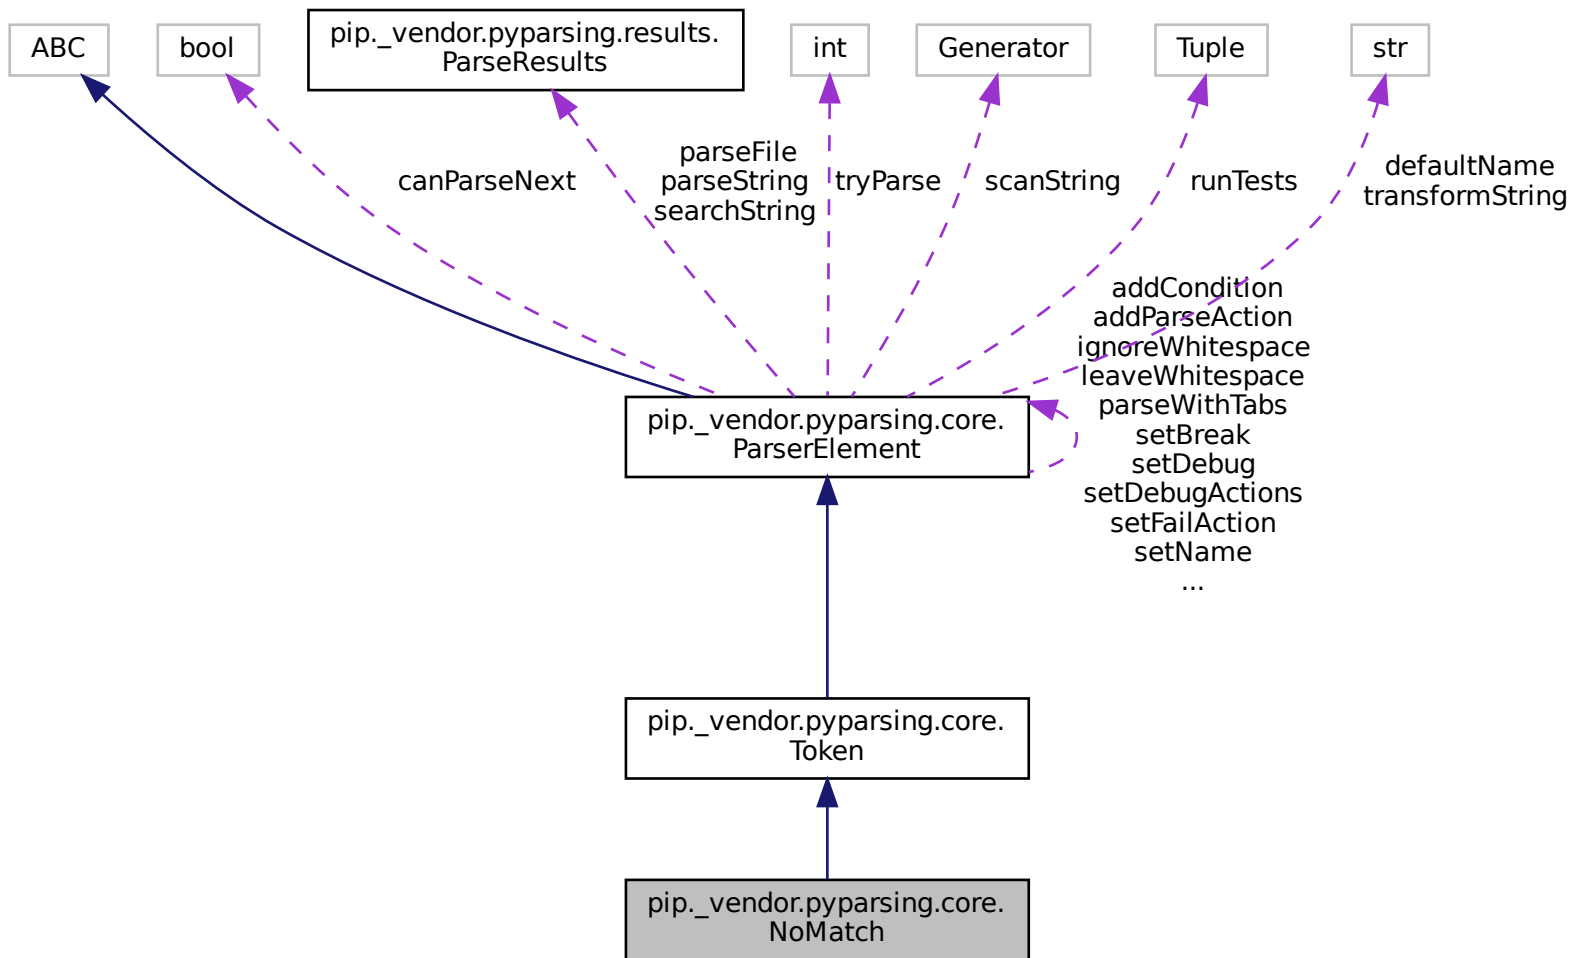 ABC
bool
pip._vendor.pyparsing.results.
ParseResults
int
Generator
Tuple
str
canParseNext
parseFile
parseString
searchString
tryParse
scanString
runTests
defaultName
transformString
addCondition
addParseAction
ignoreWhitespace
leaveWhitespace
parseWithTabs
setBreak
setDebug
setDebugActions
setFailAction
setName
...
pip._vendor.pyparsing.core.
ParserElement
pip._vendor.pyparsing.core.
Token
pip._vendor.pyparsing.core.
NoMatch